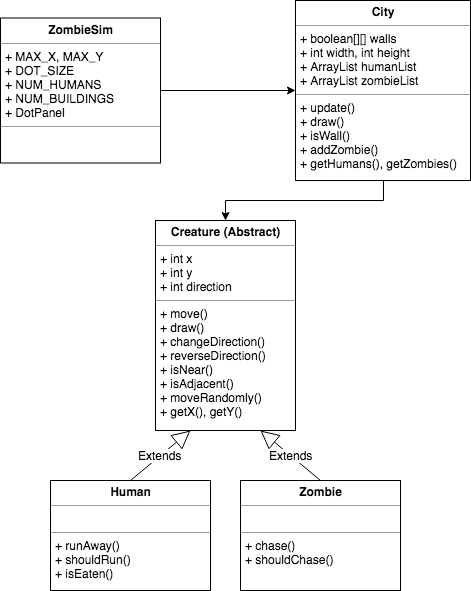 ZombieSim
+ MAX_X, MAX_Y
+ DOT_SIZE
+ NUM_HUMANS
+ NUM_BUILDINGS
+ DotPanel
City
+ boolean[][] walls
+ int width, int height
+ ArrayList humanList
+ ArrayList zombieList
+ update()
+ draw()
+ isWall()
+ addZombie()
+ getHumans(), getZombies()
Creature (Abstract)
+ int x
+ int y
+ int direction
+ move()
+ draw()
+ changeDirection()
+ reverseDirection()
+ isNear()
+ isAdjacent()
+ moveRandomly()
+ getX(), getY()
Extends
Extends
Human
+ runAway()
+ shouldRun()
+ isEaten()
Zombie
+ chase()
+ shouldChase()